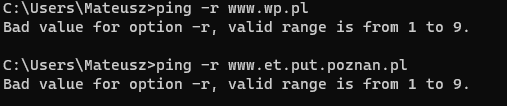 C:\Users\Mateusz>ping -r www.wp.pl
Bad value for option -r, valid range is from 1 to 9.
C:\Users\Mateusz>ping -r www.et.put.poznan.pl
Bad value for option -r, valid range is from 1 to 9.